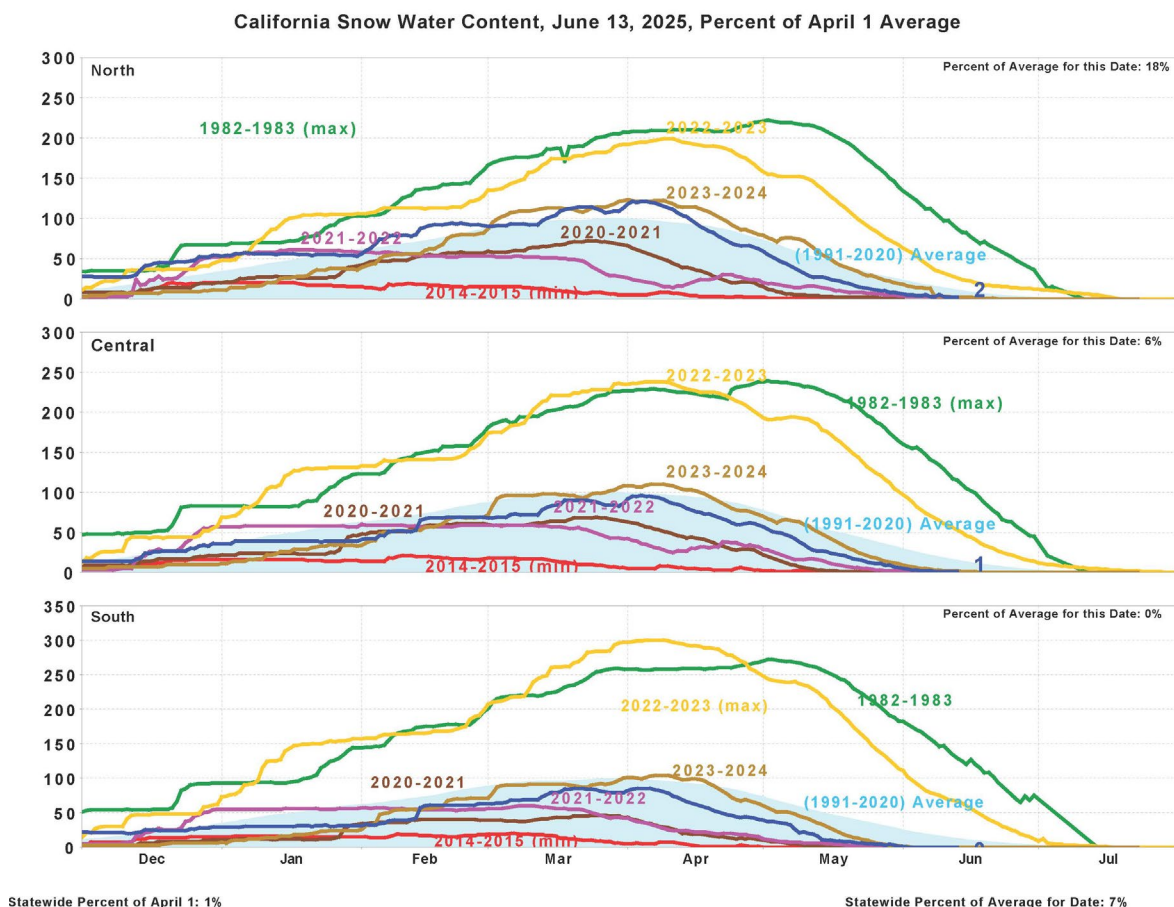 California Snow Water Content, June 13, 2025, Percent of April 1 Average
300
North
Percent of Average for this Date: 18%
250
1982-1983 (max)
2022-2023
200
150
2023-2024
100
2021-2022
2020-2021
(1991-2020) Average
50
2014-2015 (min)
2
0
300
Central
Percent of Average for this Date: 6%
250
2022-2023
1982-1983 (max)
200
150
2023-2024
100
2020-2021
2021-2022
(1991-2020) Average
50
2014-2015 (min)
1
0
350
South
Percent of Average for this Date: 0%
300
250
2022-2023 (max)
1982-1983
200
150
2020-2021
2023-2024
100
2021-2022
(1991-2020) Average
50
2014-2015 (min)
0
0
Dec Jan Feb Mar Apr May Jun Jul
Statewide Percent of April 1: 1%
Statewide Percent of Average for Date: 7%